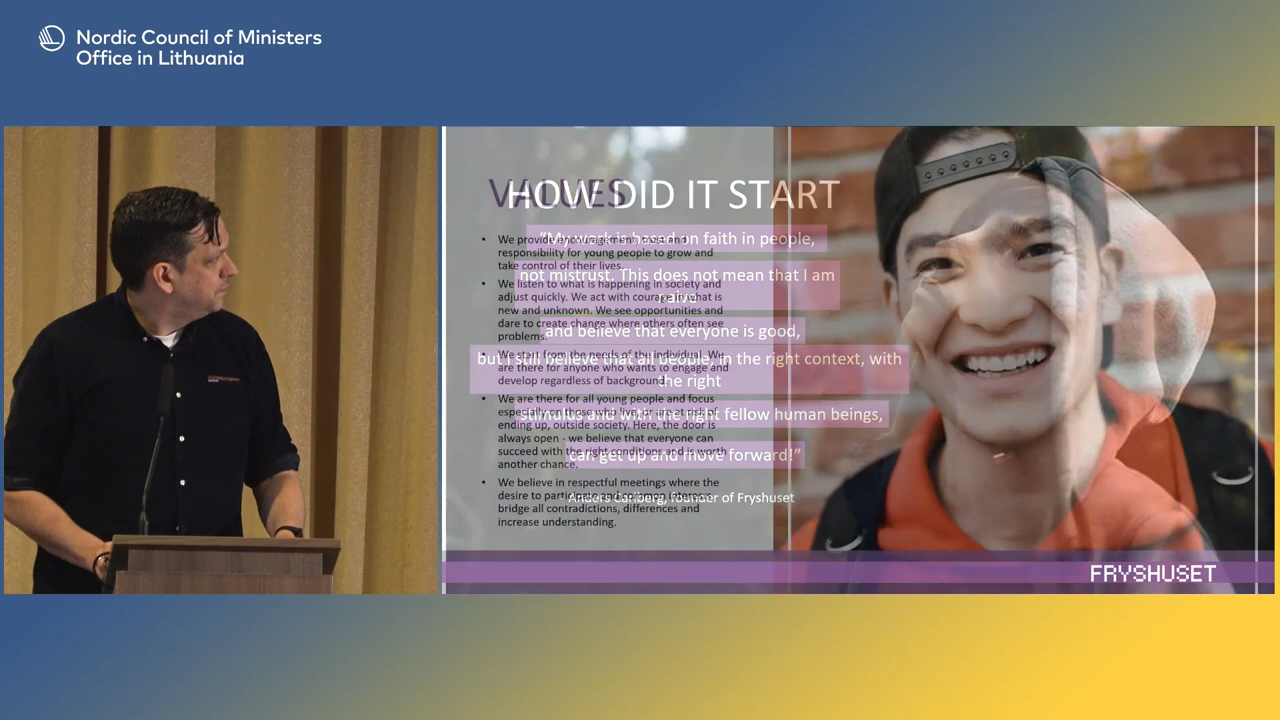 Nordic Council of Ministers
Office in Lithuania
VALUES
HOW DID IT START
“My work is based on faith in people,
not mistrust. This does not mean that I am
naive
and believe that everyone is good,
but I still believe that all people, in the right context, with
the right
stimulus and with the right fellow human beings,
can get up and move forward!”
Anders Carlberg, founder of Fryshuset
• We provide encouragement, and
responsibility for young people to grow and
take control of their lives.
• We listen to what is happening in society and
adjust quickly. We act with courage in what is
new and unknown. We see opportunities and
dare to create change where others often see
problems.
• We start from the needs of the individual. We
are there for anyone who wants to engage and
develop regardless of background.
• We are there for all young people and focus
especially on those who live, or are at risk of
ending up, outside society. Here, the door is
always open - we believe that everyone can
succeed with the right conditions and is worth
another chance.
• We believe in respectful meetings where the
desire to
bridge all contradictions, differences and
increase understanding.
FRYSHUSET